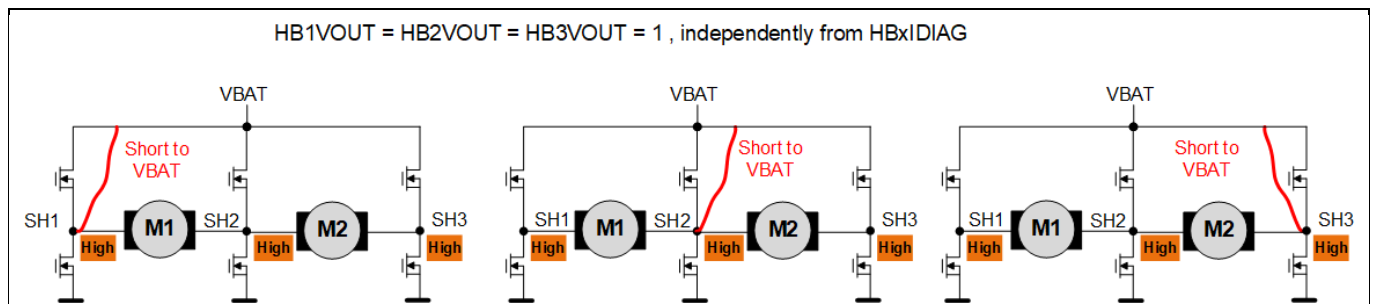 HB1VOUT = HB2VOUT = HB3VOUT = 1 , independently from HBxIDIAG
VBAT
Short to
VBAT
SH1
M1
SH2
M2
SH3
High
High
High
VBAT
Short to
VBAT
SH1
M1
SH2
M2
SH3
High
High
High
VBAT
Short to
VBAT
SH1
M1
SH2
M2
SH3
High
High
High